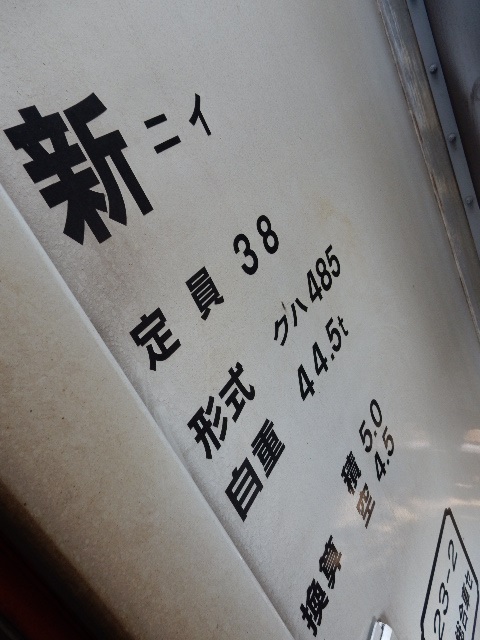 新ニイ
定員 38
形式 クハ485
自重 44.5t
換算 積 5.0
空 4.5
23-2